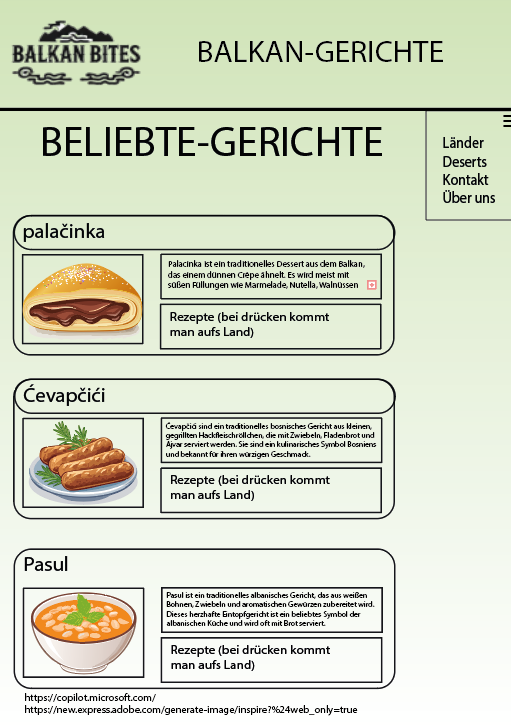 BALKAN BITES
BALKAN-GERICHTE
BELIEBTE-GERICHTE
Länder
Deserts
Kontakt
Über uns
palačinka
Palacinka ist ein traditionelles Dessert aus dem Balkan,
das einem dünnen Crêpe ähnelt. Es wird meist mit
süßen Füllungen wie Marmelade, Nutella, Walnüssen
Rezepte (bei drücken kommt
man aufs Land)
Ćevapčići
Ćevapčići sind ein traditionelles bosnisches Gericht aus kleinen,
gegrillten Hackfleischröllchen, die mit Zwiebeln, Fladenbrot und
Ajvar serviert werden. Sie sind ein kulinarisches Symbol Bosniens
und bekannt für ihren würzigen Geschmack.
Rezepte (bei drücken kommt
man aufs Land)
Pasul
Pasul ist ein traditionelles albanisches Gericht, das aus weißen
Bohnen, Zwiebeln und aromatischen Gewürzen zubereitet wird.
Dieses herzhafte Eintopfgericht ist ein beliebtes Symbol der
albanischen Küche und wird oft mit Brot serviert.
Rezepte (bei drücken kommt
man aufs Land)
https://copilot.microsoft.com/
https://new.express.adobe.com/generate-image/inspire?%24web_only=true